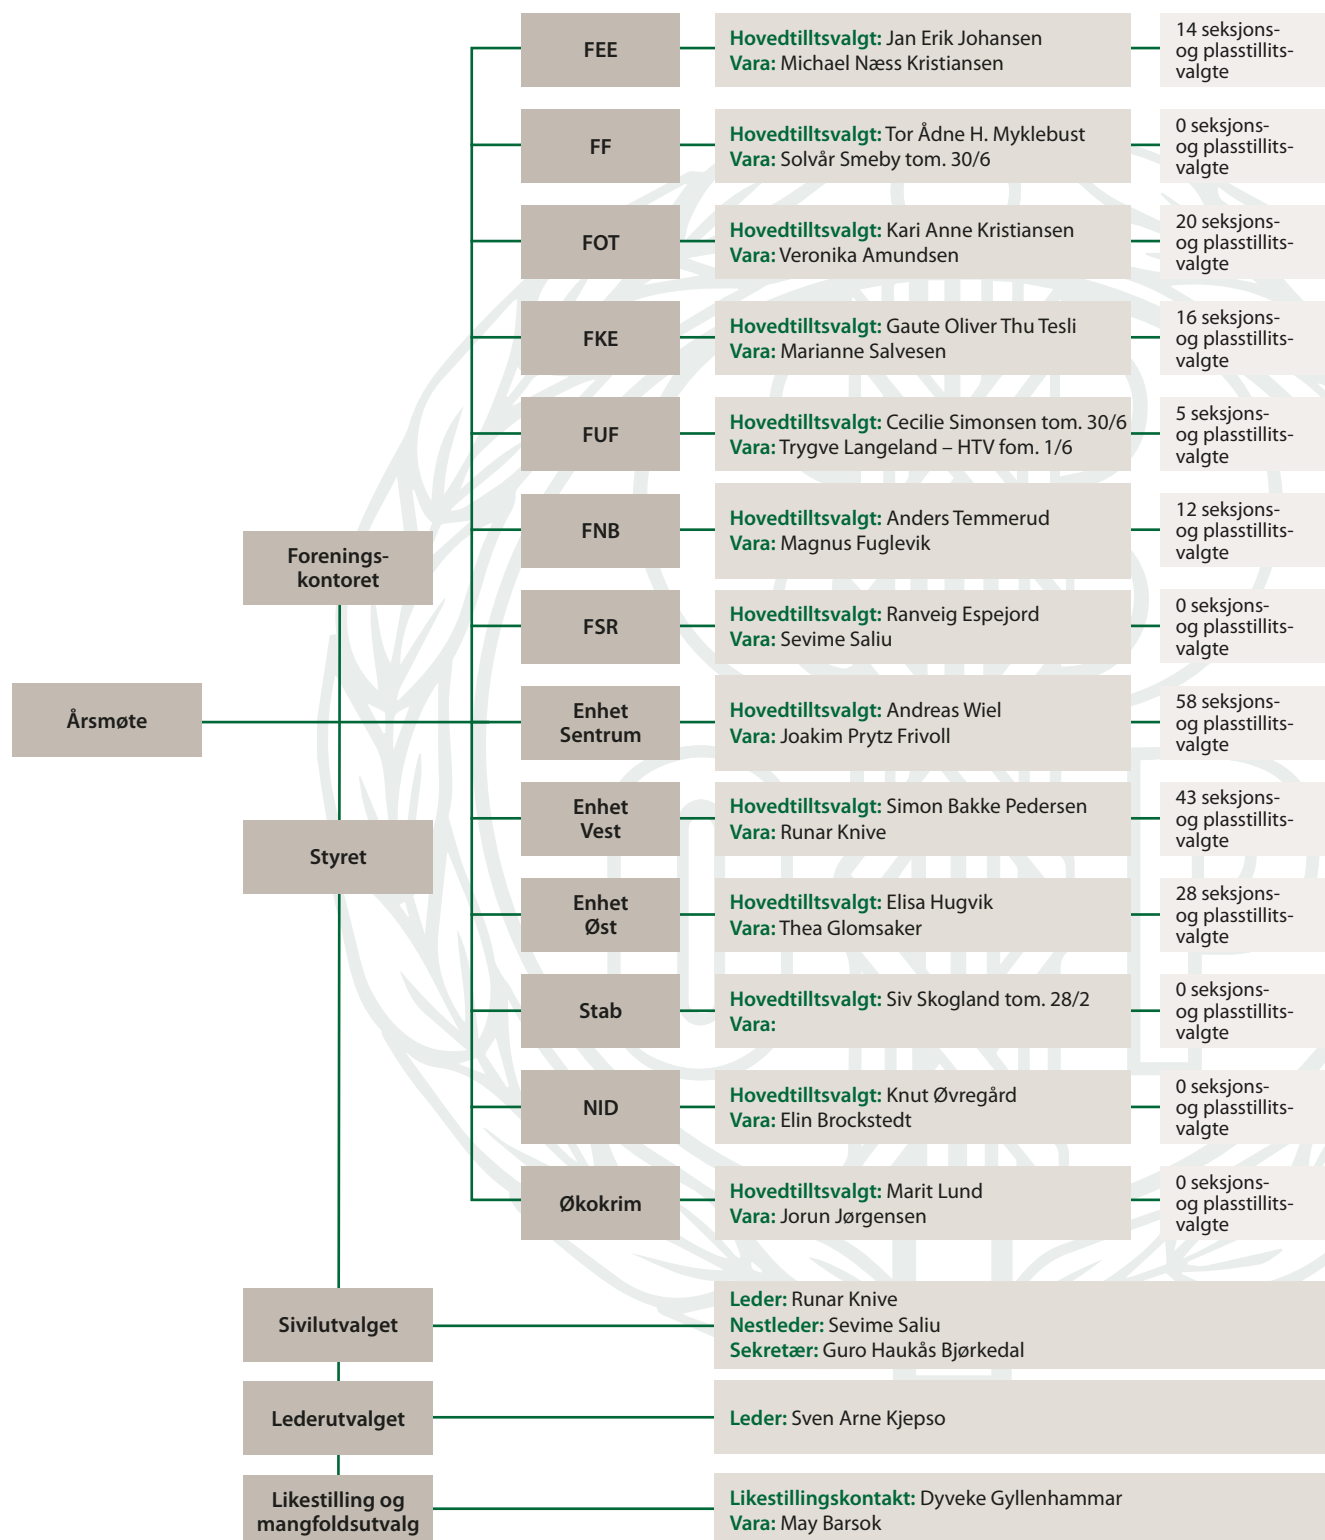 FEE
Hovedtilltsvalgt: Jan Erik Johansen
Vara: Michael Næss Kristiansen
14 seksjons-
og plasstillits-
valgte
FF
Hovedtilltsvalgt: Tor Ådne H. Myklebust
Vara: Solvår Smeby tom. 30/6
0 seksjons-
og plasstillits-
valgte
FOT
Hovedtilltsvalgt: Kari Anne Kristiansen
Vara: Veronika Amundsen
20 seksjons-
og plasstillits-
valgte
FKE
Hovedtilltsvalgt: Gaute Oliver Thu Tesli
Vara: Marianne Salvesen
16 seksjons-
og plasstillits-
valgte
FUF
Hovedtilltsvalgt: Cecilie Simonsen tom. 30/6
Vara: Trygve Langeland – HTV fom. 1/6
5 seksjons-
og plasstillits-
valgte
FNB
Hovedtilltsvalgt: Anders Temmerud
Vara: Magnus Fuglevik
12 seksjons-
og plasstillits-
valgte
Forenings-
kontoret
FSR
Hovedtilltsvalgt: Ranveig Espejord
Vara: Sevime Saliu
0 seksjons-
og plasstillits-
valgte
Årsmøte
Enhet
Sentrum
Hovedtilltsvalgt: Andreas Wiel
Vara: Joakim Prytz Frivoll
58 seksjons-
og plasstillits-
valgte
Enhet
Vest
Hovedtilltsvalgt: Simon Bakke Pedersen
Vara: Runar Knive
43 seksjons-
og plasstillits-
valgte
Styret
Enhet
Øst
Hovedtilltsvalgt: Elisa Hugvik
Vara: Thea Glomsaker
28 seksjons-
og plasstillits-
valgte
Stab
Hovedtilltsvalgt: Siv Skogland tom. 28/2
Vara:
0 seksjons-
og plasstillits-
valgte
NID
Hovedtilltsvalgt: Knut Øvregård
Vara: Elin Brockstedt
0 seksjons-
og plasstillits-
valgte
Økokrim
Hovedtilltsvalgt: Marit Lund
Vara: Jorun Jørgensen
0 seksjons-
og plasstillits-
valgte
Sivilutvalget
Leder: Runar Knive
Nestleder: Sevime Saliu
Sekretær: Guro Haukås Bjørkedal
Lederutvalget
Leder: Sven Arne Kjepso
Likestilling og
mangfoldsutvalg
Likestillingskontakt: Dyveke Gyllenhammar
Vara: May Barsok